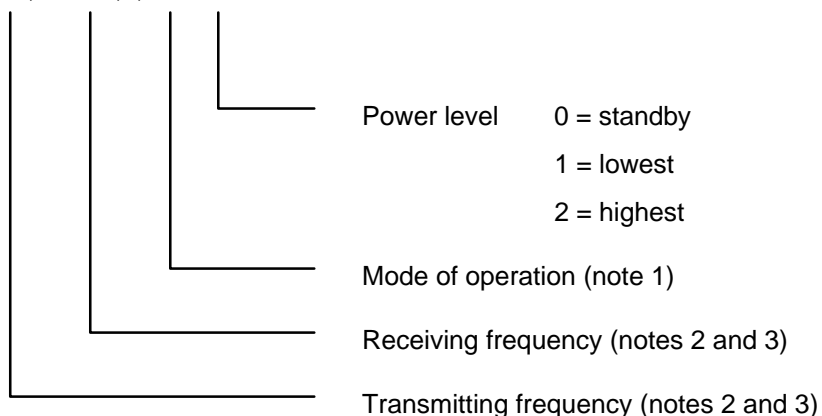 Power level 0 = standby
1 = lowest
2 = highest
Mode of operation (note 1)
Receiving frequency (notes 2 and 3)
Transmitting frequency (notes 2 and 3)